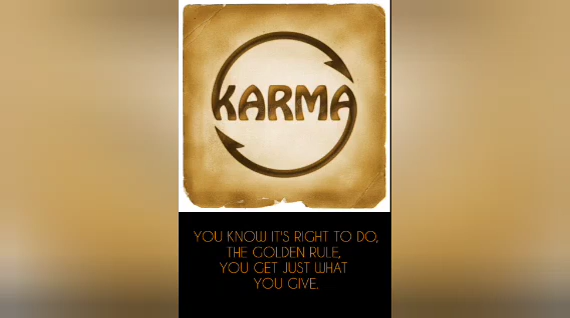 KARMA
YOU KNOW IT'S RIGHT TO DO,
THE GOLDEN RULE,
YOU GET JUST WHAT
YOU GIVE.